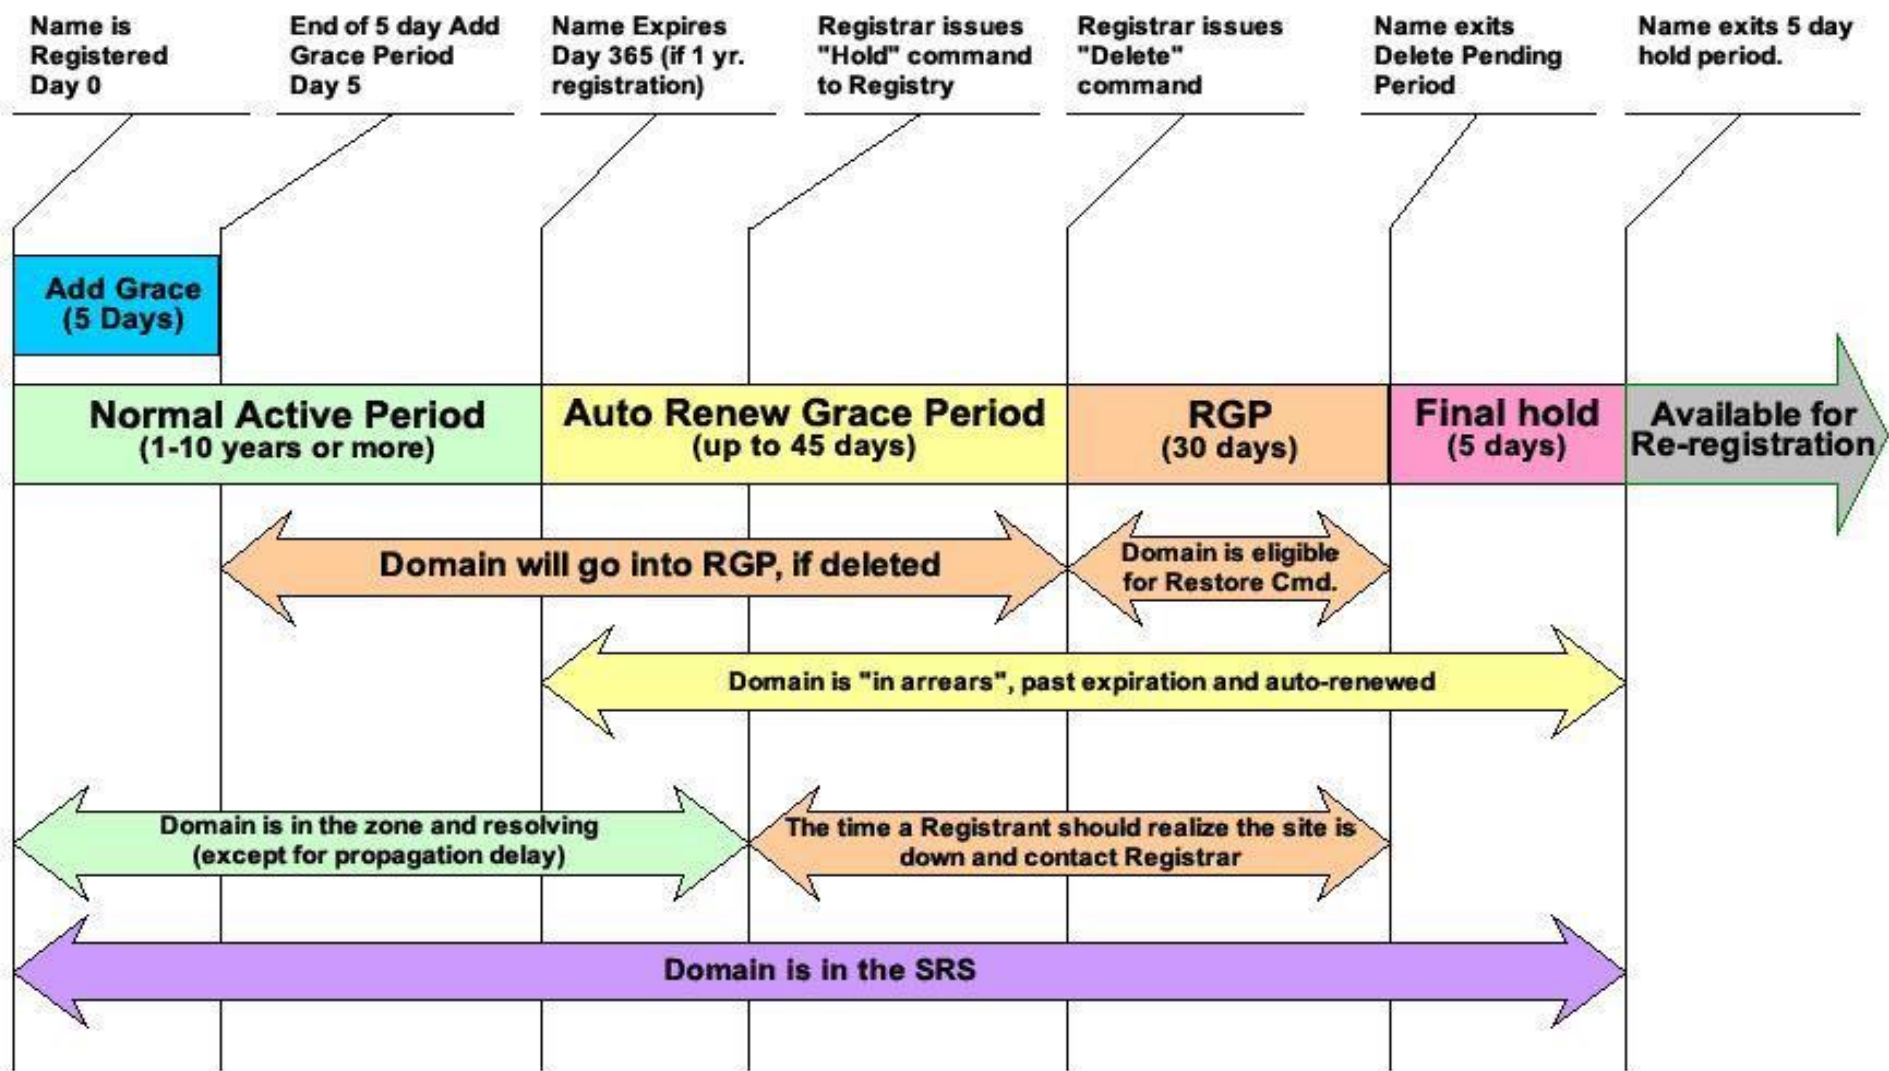 Name is
Registered
Day 0
End of 5 day Add
Grace Period
Day 5
Name Expires
Day 365 (if 1 yr.
registration)
Registrar issues
"Hold" command
to Registry
Registrar issues
"Delete"
command
Name exits
Delete Pending
Period
Name exits 5 day
hold period.
Add Grace
(5 Days)
Normal Active Period
(1-10 years or more)
Auto Renew Grace Period
(up to 45 days)
RGP
(30 days)
Final hold
(5 days)
Available for
Re-registration
Domain will go into RGP, if deleted
Domain is eligible
for Restore Cmd.
Domain is "in arrears", past expiration and auto-renewed
Domain is in the zone and resolving
(except for propagation delay)
The time a Registrant should realize the site is
down and contact Registrar
Domain is in the SRS